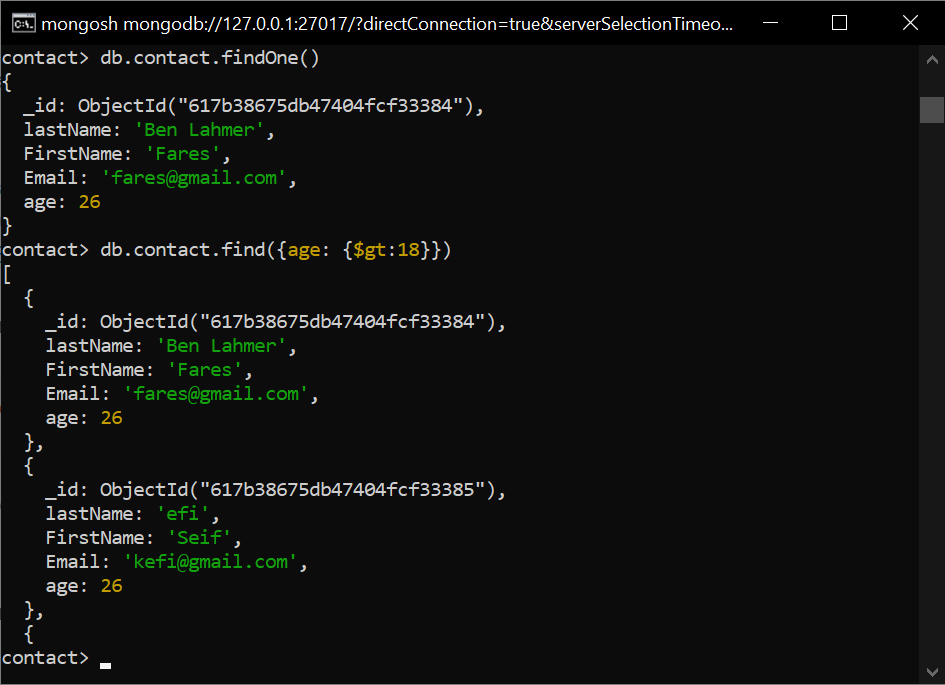 mongosh mongodb://127.0.0.1:27017/?directConnection=true&serverSelectionTimeo...
contact> db.contact.findOne()
{
  _id: ObjectId("617b38675db47404fcf33384"),
  lastName: 'Ben Lahmer',
  FirstName: 'Fares',
  Email: 'fares@gmail.com',
  age: 26
}
contact> db.contact.find({age: {$gt:18}})
[
  {
    _id: ObjectId("617b38675db47404fcf33384"),
    lastName: 'Ben Lahmer',
    FirstName: 'Fares',
    Email: 'fares@gmail.com',
    age: 26
  },
  {
    _id: ObjectId("617b38675db47404fcf33385"),
    lastName: 'efi',
    FirstName: 'Seif',
    Email: 'kefi@gmail.com',
    age: 26
  },
  {
contact>